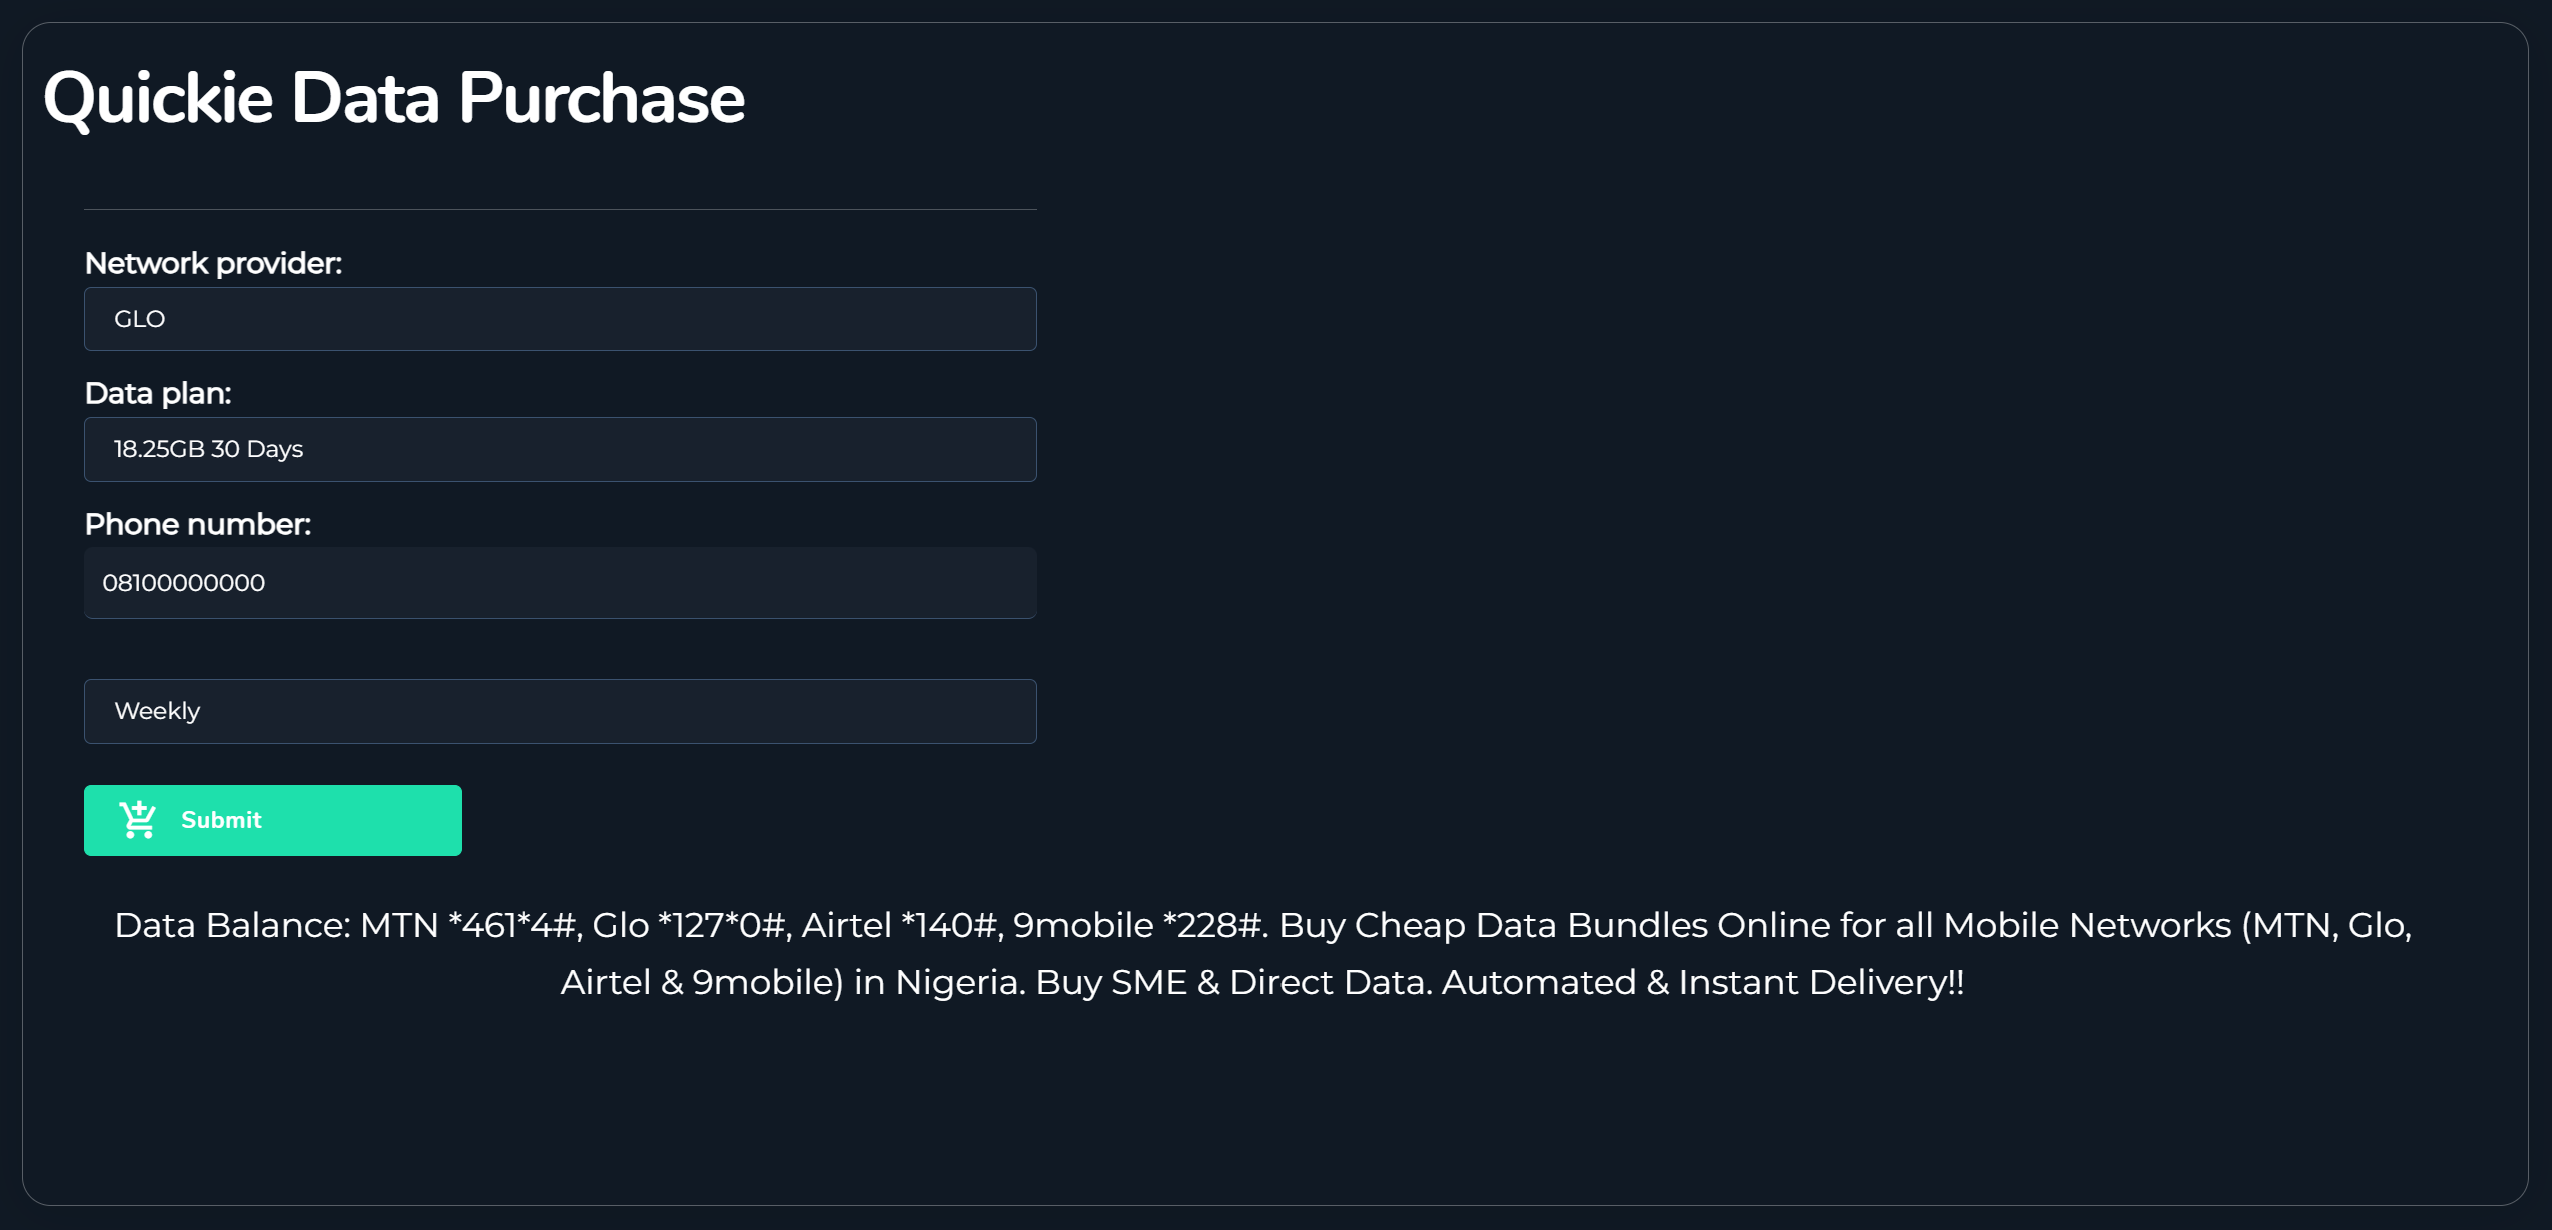 Quickie Data Purchase
Network provider:
GLO
Data plan:
18.25GB 30 Days
Phone number:
08100000000
Weekly
Submit
Data Balance: MTN *461*4#, Glo *127*0#, Airtel *140#, 9mobile *228#. Buy Cheap Data Bundles Online for all Mobile Networks (MTN, Glo,
Airtel & 9mobile) in Nigeria. Buy SME & Direct Data. Automated & Instant Delivery!!